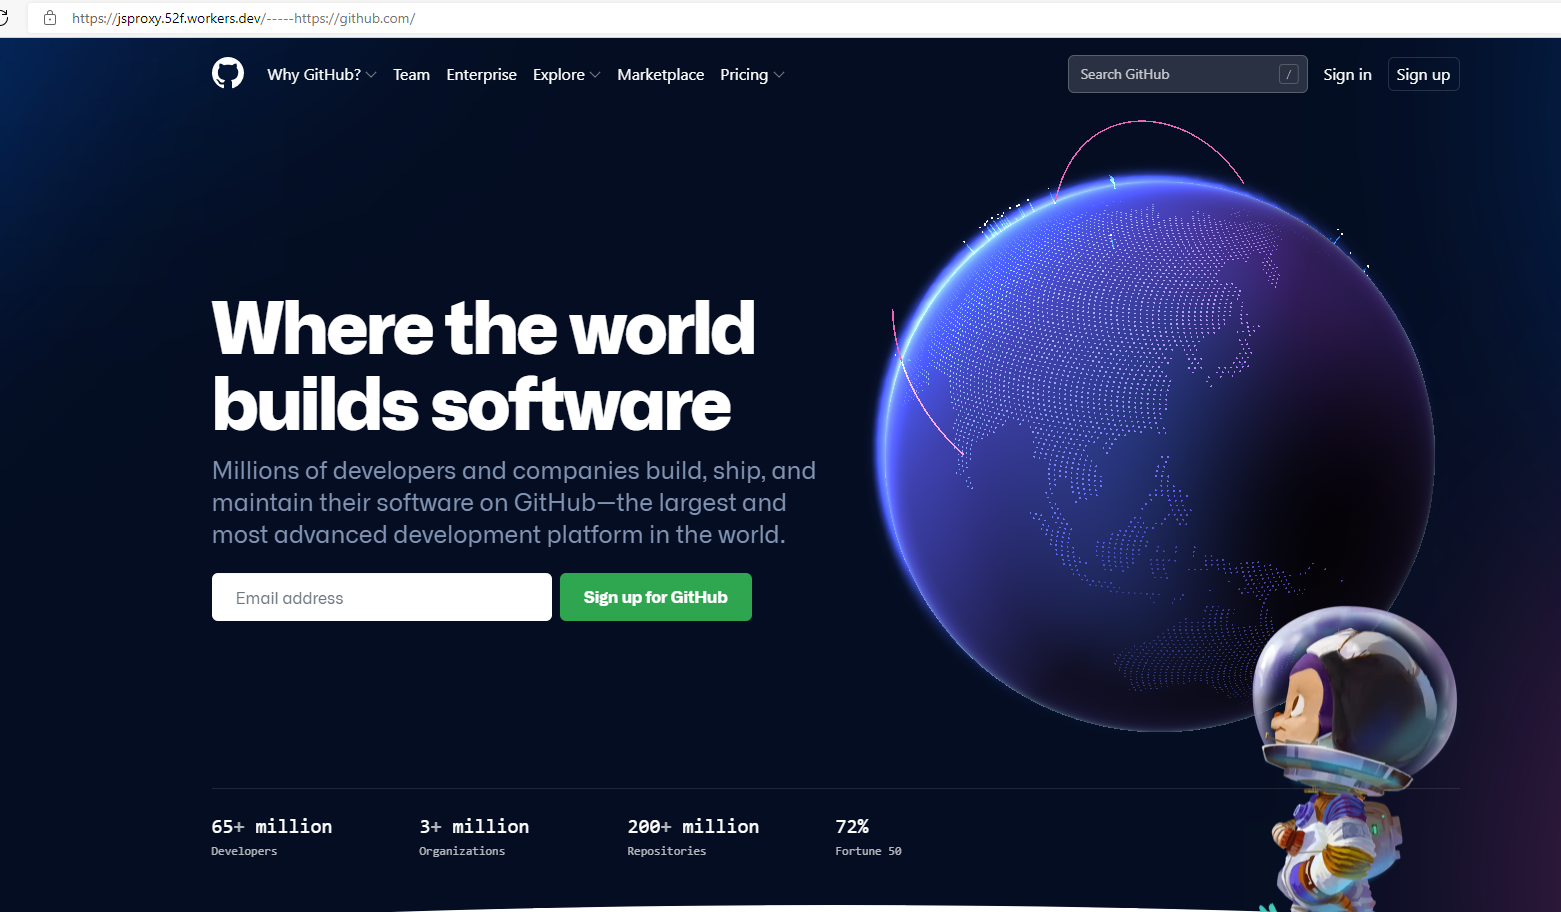 https://jsproxy.52f.workers.dev/-----https://github.com/
Why GitHub? Team Enterprise Explore Marketplace Pricing Search GitHub / Sign in Sign up
Where the world
builds software
Millions of developers and companies build, ship, and
maintain their software on GitHub—the largest and
most advanced development platform in the world.
Email address Sign up for GitHub
65+ million 3+ million 200+ million 72%
Developers Organizations Repositories Fortune 50